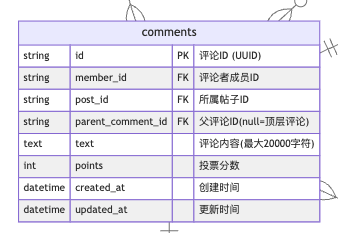 comments
string id PK 评论ID (UUID)
string member_id FK 评论者成员ID
string post_id FK 所属帖子ID
string parent_comment_id FK 父评论ID(null=顶层评论)
text text 评论内容(最大20000字符)
int points 投票分数
datetime created_at 创建时间
datetime updated_at 更新时间